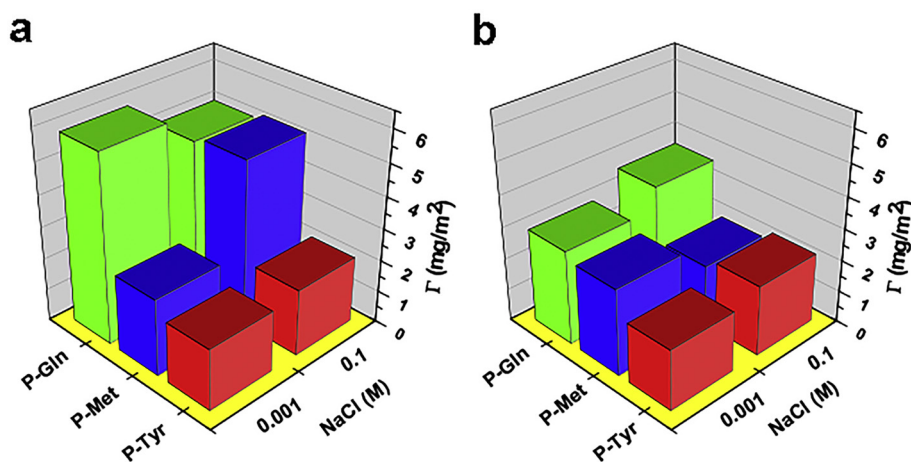 a
6
5
4
3
2
1
0
Γ (mg/m²)
P-Gln
P-Met
P-Tyr
0.001
0.1
NaCl (M)
b
6
5
4
3
2
1
0
Γ (mg/m²)
P-Gln
P-Met
P-Tyr
0.001
0.1
NaCl (M)